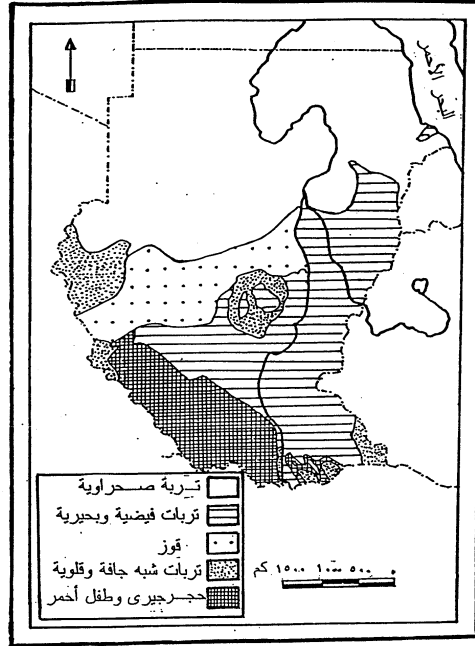 البحر الأحمر
تربة صحراوية
تربات فيضية وبحيرية
قوز
تربات شبه جافة وقلوية
حجر جيرى وطفل أحمر
٠ ٥٠٠ ١٠٠٠ ١٥٠٠ كم